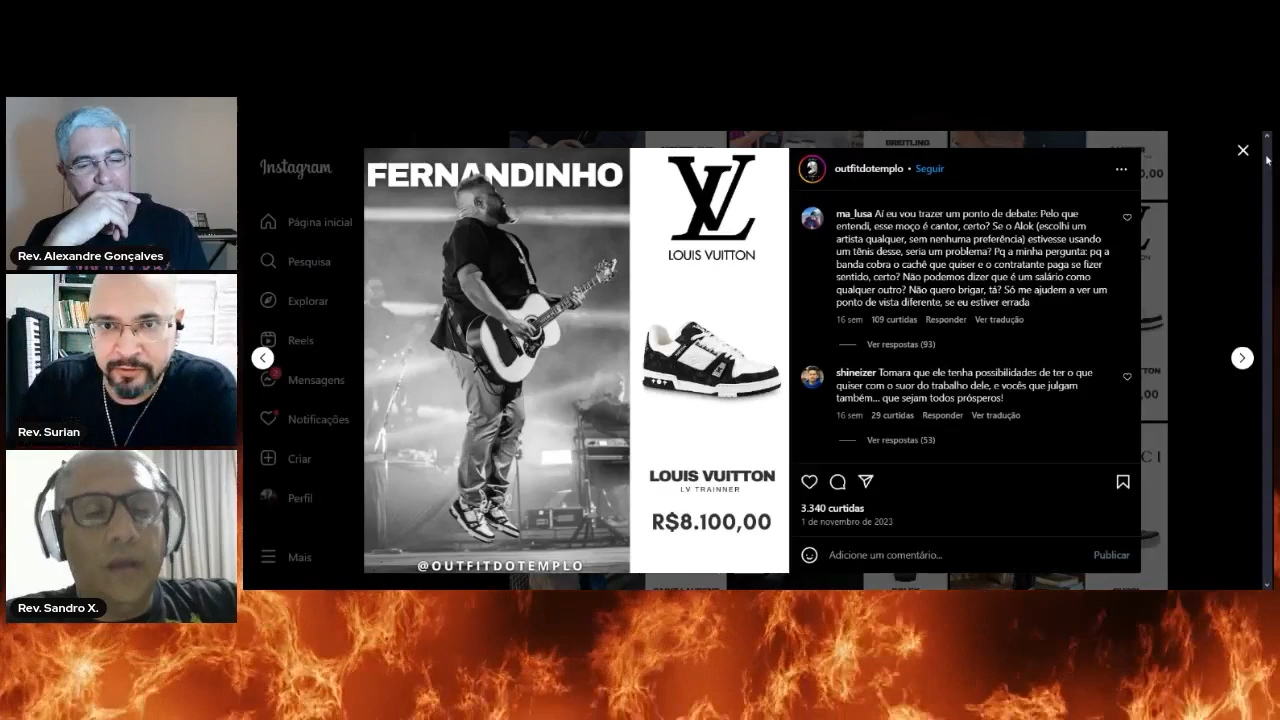 Rev. Alexandre Gonçalves
Rev. Surian
Rev. Sandro X.
Instagram
Página inicial
Pesquisa
Explorar
Reels
Mensagens
Notificações
Criar
Perfil
Mais
FERNANDINHO
@OUTFITDOTEMPLO
LV
LOUIS VUITTON
LOUIS VUITTON
LV TRAINNER
R$8.100,00
BREITLING
outfitdotemplo • Seguir
ma_lusa Aí eu vou trazer um ponto de debate: Pelo que
entendi, esse moço é cantor, certo? Se o Alok (escolhi um
artista qualquer, sem nenhuma preferência) estivesse usando
um tênis desse, seria um problema? Pq a minha pergunta: pq a
banda cobra o cachê que quiser e o contratante paga se fizer
sentido, certo? Não podemos dizer que é um salário como
qualquer outro? Não quero brigar, tá? Só me ajudem a ver um
ponto de vista diferente, se eu estiver errada
16 sem 109 curtidas Responder Ver tradução
Ver respostas (93)
shineizer Tomara que ele tenha possibilidades de ter o que
quiser com o suor do trabalho dele, e vocês que julgam
também... que sejam todos prósperos!
16 sem 29 curtidas Responder Ver tradução
Ver respostas (53)
3.340 curtidas
1 de novembro de 2023
Adicione um comentário...
Publicar